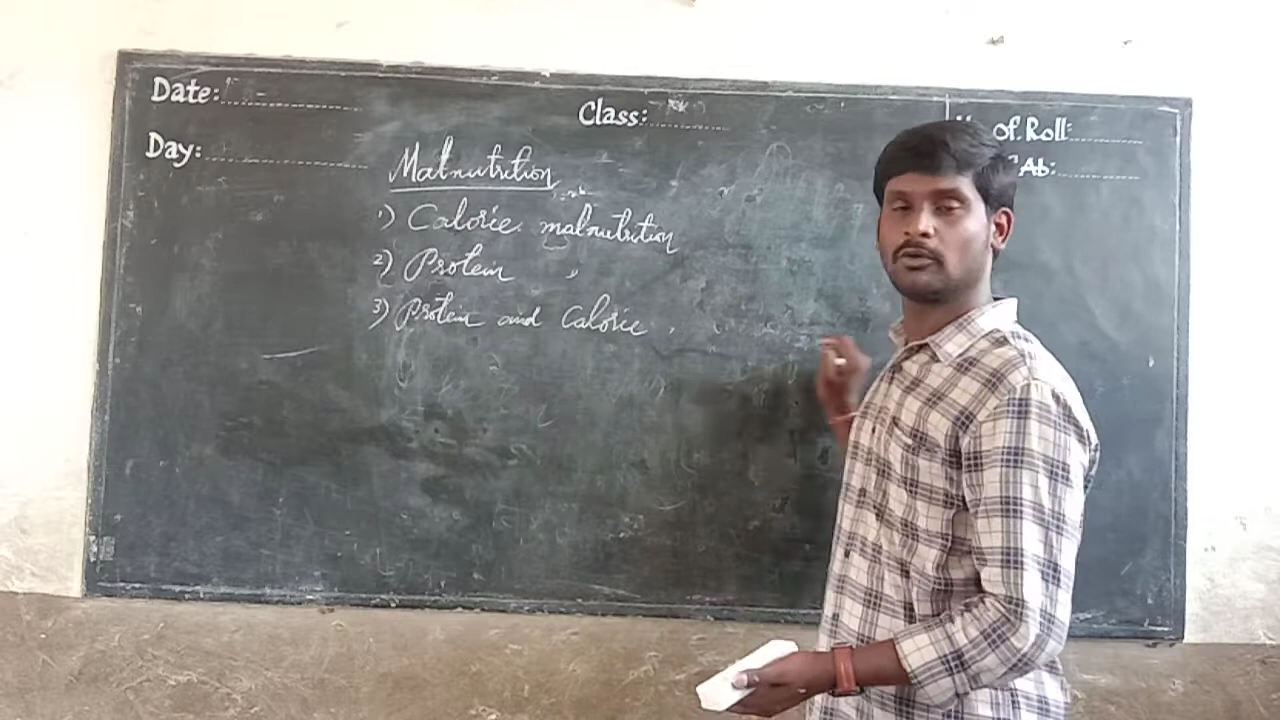 Date:
Class:
of.Roll:
Day:
Ab:
Malnutrition
1) Calorie malnutrition
2) Protein "
3) Protein and Calorie "